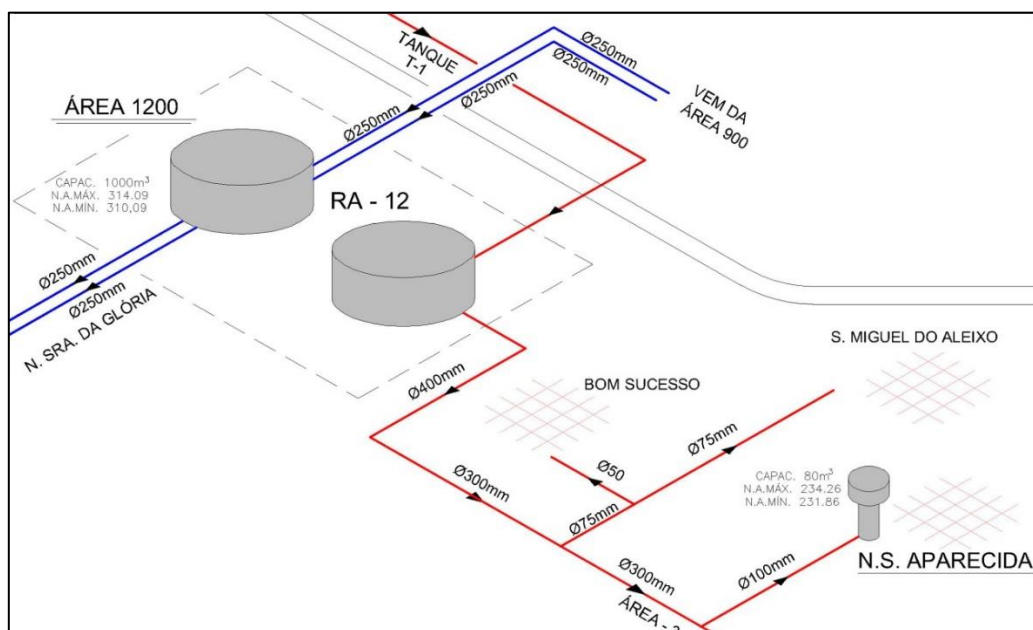 TANQUE
T-1
Ø250mm
Ø250mm
VEM DA
ÁREA 900
Ø250mm
Ø250mm
ÁREA 1200
CAPAC. 1000m³
N.A.MÁX. 314.09
N.A.MÍN. 310,09
RA - 12
Ø250mm
Ø250mm
N. SRA. DA GLÓRIA
S. MIGUEL DO ALEIXO
BOM SUCESSO
Ø400mm
Ø75mm
Ø50
Ø300mm
Ø75mm
CAPAC. 80m³
N.A.MÁX. 234.26
N.A.MÍN. 231.86
N.S. APARECIDA
Ø300mm
Ø100mm
ÁREA -